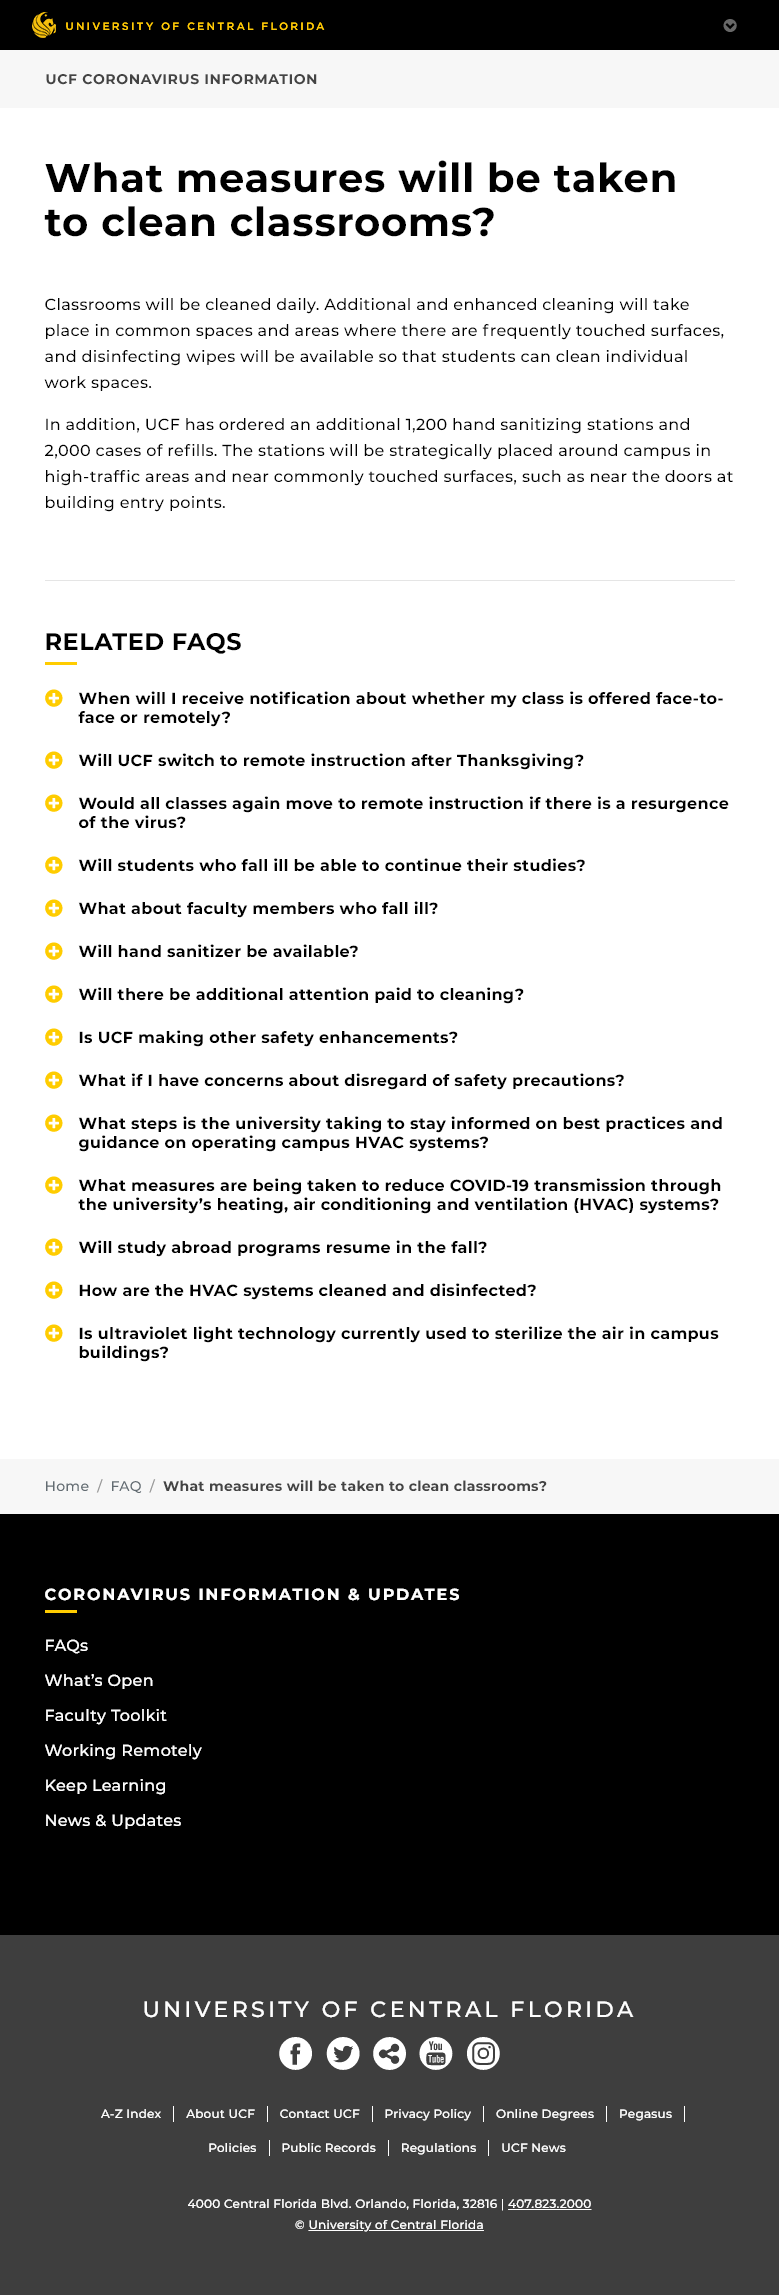 UNIVERSITY OF CENTRAL FLORIDA
UCF CORONAVIRUS INFORMATION
What measures will be taken
to clean classrooms?
Classrooms will be cleaned daily. Additional and enhanced cleaning will take
place in common spaces and areas where there are frequently touched surfaces,
and disinfecting wipes will be available so that students can clean individual
work spaces.
In addition, UCF has ordered an additional 1,200 hand sanitizing stations and
2,000 cases of refills. The stations will be strategically placed around campus in
high-traffic areas and near commonly touched surfaces, such as near the doors at
building entry points.
RELATED FAQS
When will I receive notification about whether my class is offered face-to-
face or remotely?
Will UCF switch to remote instruction after Thanksgiving?
Would all classes again move to remote instruction if there is a resurgence
of the virus?
Will students who fall ill be able to continue their studies?
What about faculty members who fall ill?
Will hand sanitizer be available?
Will there be additional attention paid to cleaning?
Is UCF making other safety enhancements?
What if I have concerns about disregard of safety precautions?
What steps is the university taking to stay informed on best practices and
guidance on operating campus HVAC systems?
What measures are being taken to reduce COVID-19 transmission through
the university’s heating, air conditioning and ventilation (HVAC) systems?
Will study abroad programs resume in the fall?
How are the HVAC systems cleaned and disinfected?
Is ultraviolet light technology currently used to sterilize the air in campus
buildings?
Home / FAQ / What measures will be taken to clean classrooms?
CORONAVIRUS INFORMATION & UPDATES
FAQs
What’s Open
Faculty Toolkit
Working Remotely
Keep Learning
News & Updates
UNIVERSITY OF CENTRAL FLORIDA
You Tube
A-Z Index | About UCF | Contact UCF | Privacy Policy | Online Degrees | Pegasus |
Policies | Public Records | Regulations | UCF News
4000 Central Florida Blvd. Orlando, Florida, 32816 | 407.823.2000
© University of Central Florida